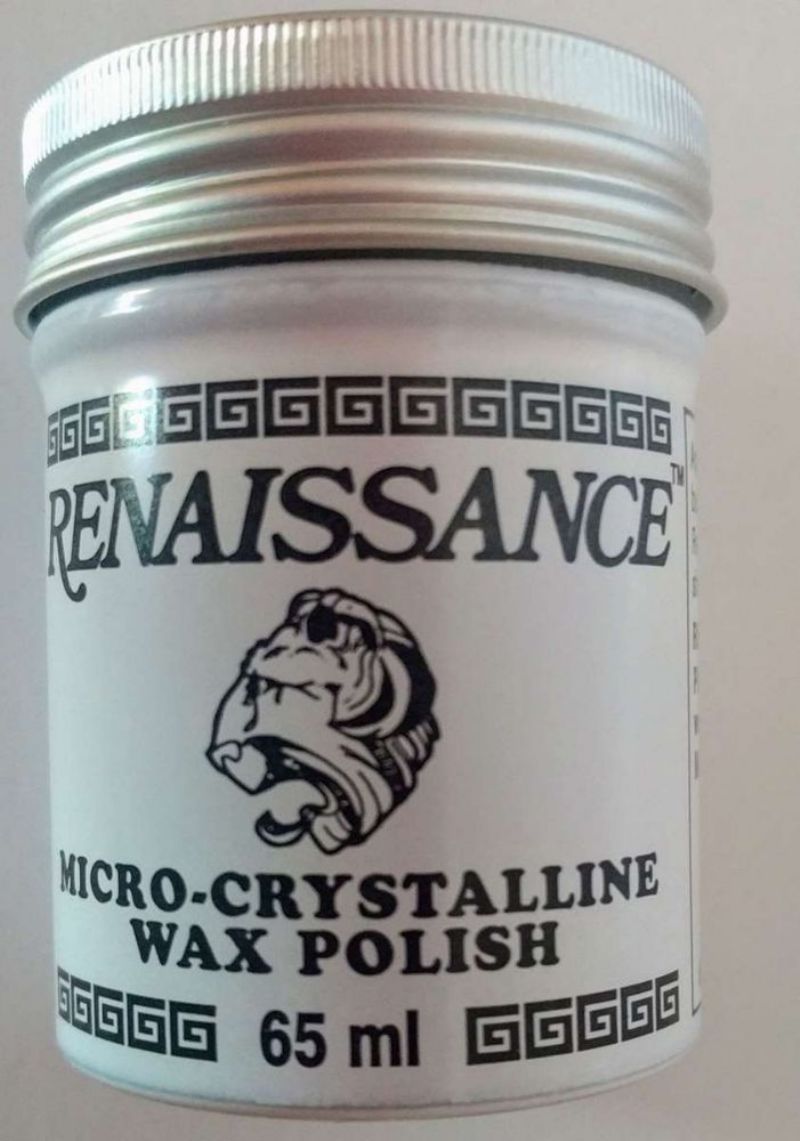 RENAISSANCE™
MICRO-CRYSTALLINE
WAX POLISH
65 ml